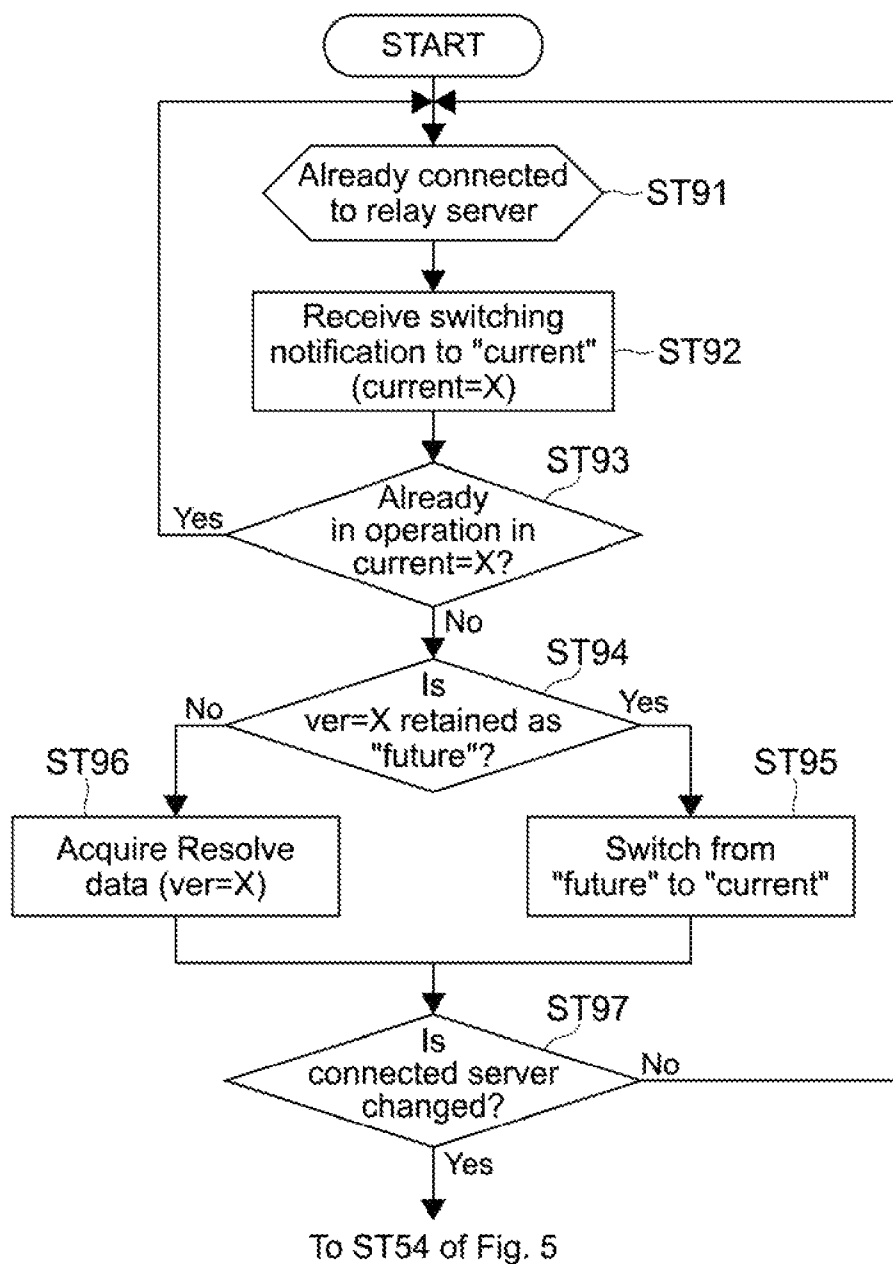 START
Already connected
to relay server
ST91
Receive switching
notification to "current"
(current=X)
ST92
ST93
Already
in operation in
current=X?
Yes
No
ST94
Is
ver=X retained as
"future"?
No
Yes
ST96
ST95
Acquire Resolve
data (ver=X)
Switch from
"future" to "current"
ST97
Is
connected server
changed?
No
Yes
To ST54 of Fig. 5